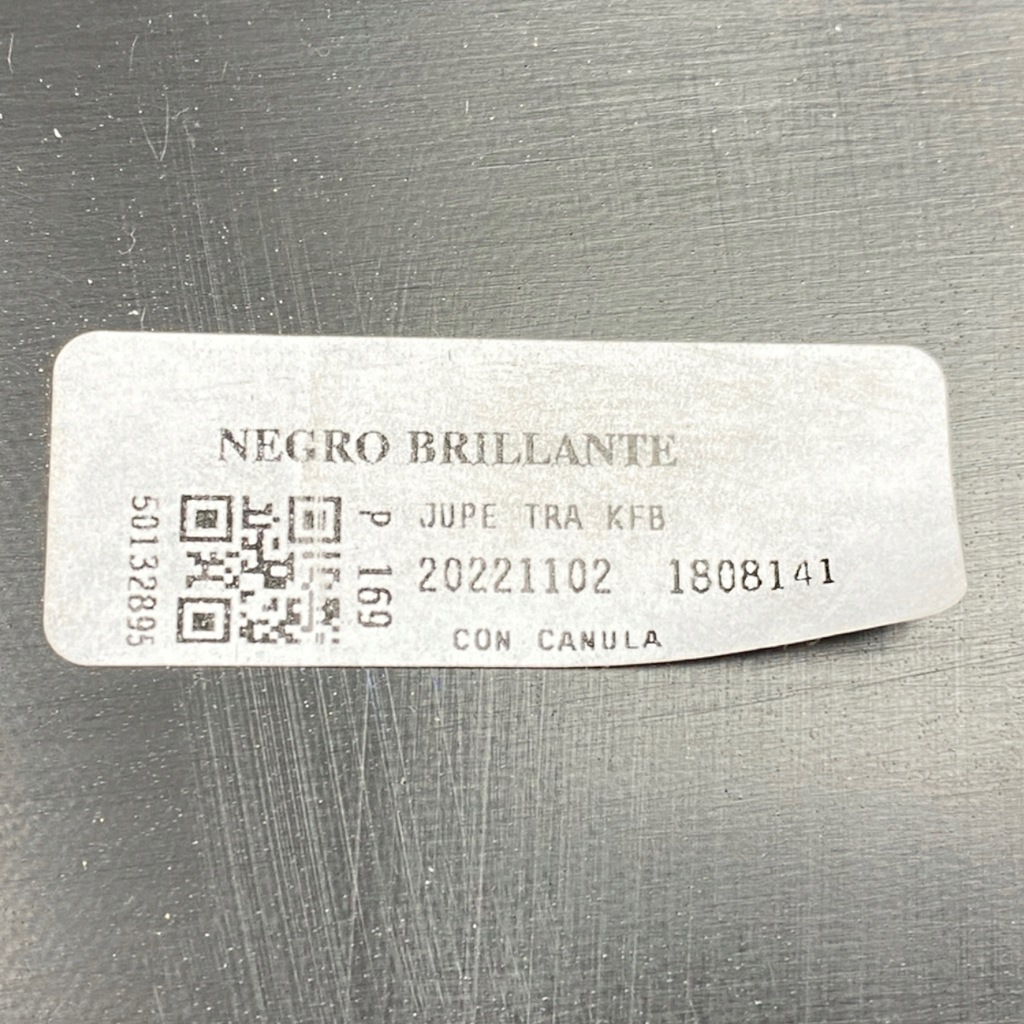 NEGRO BRILLANTE
50132895
P 169
JUPE TRA KFB
20221102 1808141
CON CANULA